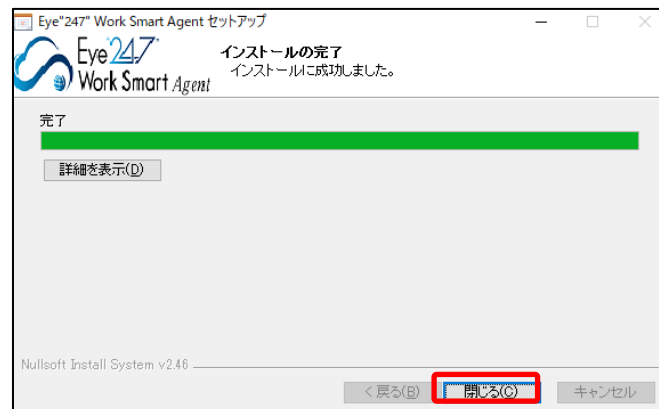 Eye"247" Work Smart Agent セットアップ
Eye"247"
Work Smart Agent
インストールの完了
インストールに成功しました。
完了
詳細を表示(D)
Nullsoft Install System v2.46
< 戻る(B)
閉じる(C)
キャンセル